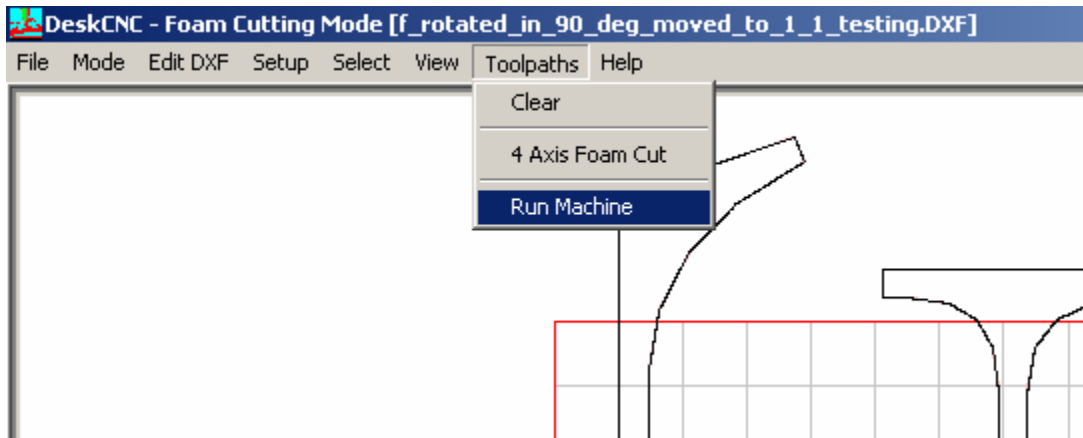 DeskCNC - Foam Cutting Mode [f_rotated_in_90_deg_moved_to_1_1_testing.DXF]
File Mode Edit DXF Setup Select View Toolpaths Help
Clear
4 Axis Foam Cut
Run Machine